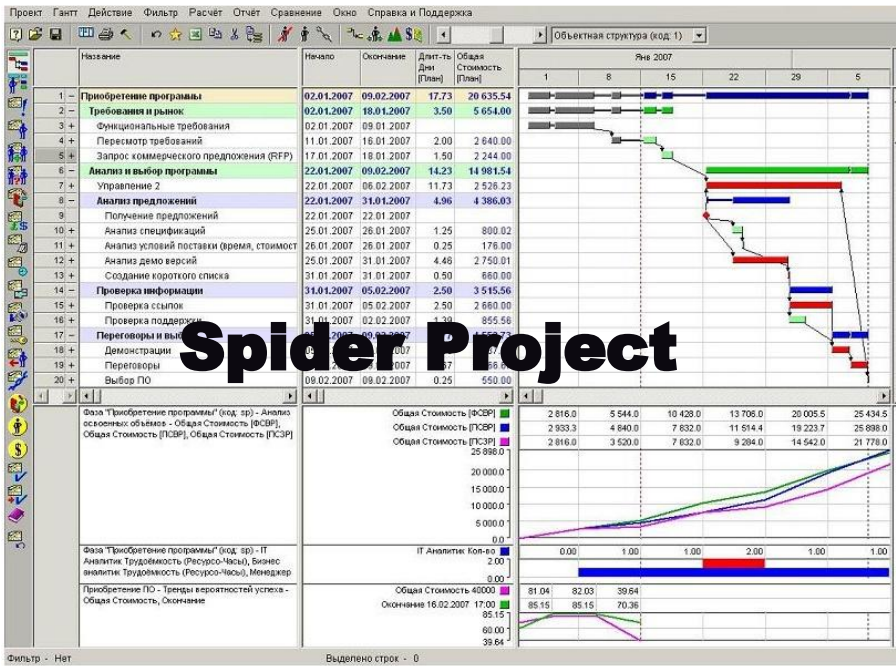 Проект Гантт Действие Фильтр Расчёт Отчёт Сравнение Окно Справка и Поддержка
Объектная структура (код: 1)
Название Начало Окончание Длит-ть Дни [План] Общая Стоимость [План]
Янв 2007
1 8 15 22 29 5
1 − Приобретение программы 02.01.2007 09.02.2007 17.73 20 635.54
2 − Требования и рынок 02.01.2007 18.01.2007 3.50 5 654.00
3 + Функциональные требования 02.01.2007 09.01.2007
4 + Пересмотр требований 11.01.2007 16.01.2007 2.00 2 640.00
5 + Запрос коммерческого предложения (RFP) 17.01.2007 18.01.2007 1.50 2 244.00
6 − Анализ и выбор программы 22.01.2007 09.02.2007 14.23 14 981.54
7 + Управление 2 22.01.2007 06.02.2007 11.73 2 526.23
8 − Анализ предложений 22.01.2007 31.01.2007 4.96 4 386.03
9 Получение предложений 22.01.2007 22.01.2007
10 + Анализ спецификаций 25.01.2007 26.01.2007 1.25 800.02
11 + Анализ условий поставки (время, стоимост 26.01.2007 26.01.2007 0.25 176.00
12 + Анализ демо версий 25.01.2007 31.01.2007 4.46 2 750.01
13 + Создание короткого списка 31.01.2007 31.01.2007 0.50 660.00
14 − Проверка информации 31.01.2007 05.02.2007 2.50 3 515.56
15 + Проверка ссылок 31.01.2007 05.02.2007 2.50 2 660.00
16 + Проверка поддержки 31.01.2007 02.02.2007 1.39 855.56
17 − Переговоры и
18 + Демонстрации
19 + Переговоры
20 + Выбор ПО 09.02.2007 09.02.2007 0.25 550.00
Spider Project
Фаза "Приобретение программы" (код: sp) - Анализ
освоенных объёмов - Общая Стоимость [ФСВР],
Общая Стоимость [ПСВР], Общая Стоимость [ПСЗР]
Общая Стоимость [ФСВР] 2 816.0 5 544.0 10 428.0 13 706.0 20 005.5 25 434.5
Общая Стоимость [ПСВР] 2 933.3 4 840.0 7 832.0 11 514.4 19 223.7 25 898.0
Общая Стоимость [ПСЗР] 2 816.0 3 520.0 7 832.0 9 284.0 14 542.0 21 778.0
25 898.0
20 000.0
15 000.0
10 000.0
5 000.0
0.0
Фаза "Приобретение программы" (код: sp) - IT
Аналитик Трудоёмкость (Ресурсо-Часы), Бизнес
аналитик Трудоёмкость (Ресурсо-Часы), Менеджер
IT Аналитик Кол-во 0.00 1.00 1.00 2.00 1.00 1.00
2.00
0.00
Приобретение ПО - Тренды вероятностей успеха -
Общая Стоимость, Окончание
Общая Стоимость 40000 81.04 82.03 39.64
Окончание 16.02.2007 17:00 85.15 85.15 70.36
85.15
60.00
39.64
Фильтр - Нет Выделено строк - 0